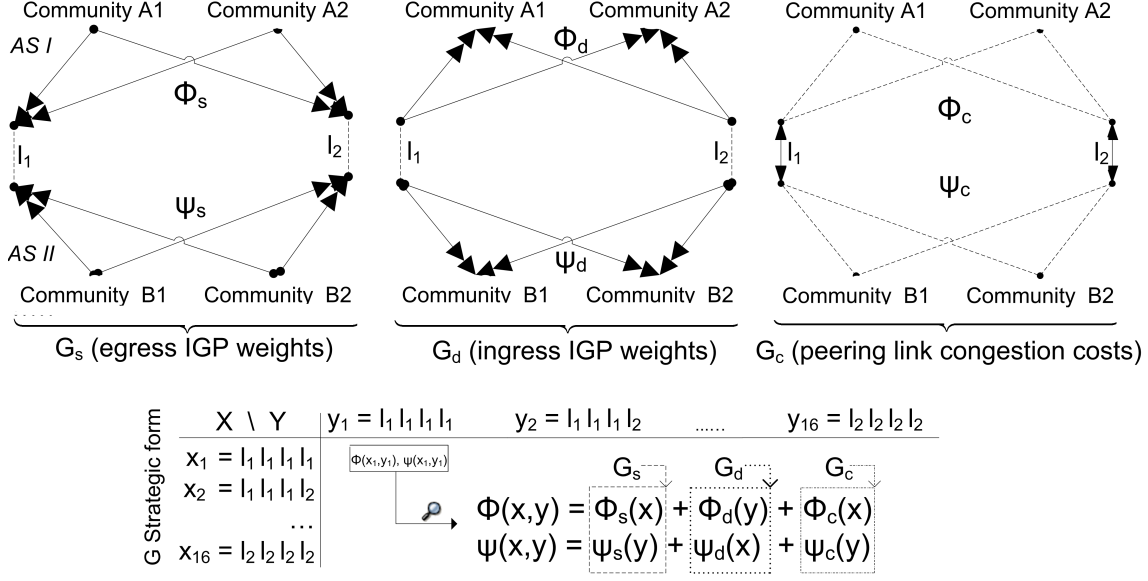 Community A1 Community A2
AS I
Φs
l1 l2
ψs
AS II
Community B1 Community B2
Gs (egress IGP weights)
Community A1 Community A2
Φd
l1 l2
ψd
Community B1 Community B2
Gd (ingress IGP weights)
Community A1 Community A2
Φc
l1 l2
ψc
Community B1 Community B2
Gc (peering link congestion costs)
G Strategic form
X \ Y y1 = l1 l1 l1 l1 y2 = l1 l1 l1 l2 ...... y16 = l2 l2 l2 l2
x1 = l1 l1 l1 l1
Φ(x1,y1), ψ(x1,y1)
x2 = l1 l1 l1 l2
...
x16 = l2 l2 l2 l2
Gs Gd Gc
Φ(x,y) = Φs(x) + Φd(y) + Φc(x)
ψ(x,y) = ψs(y) + ψd(x) + ψc(y)